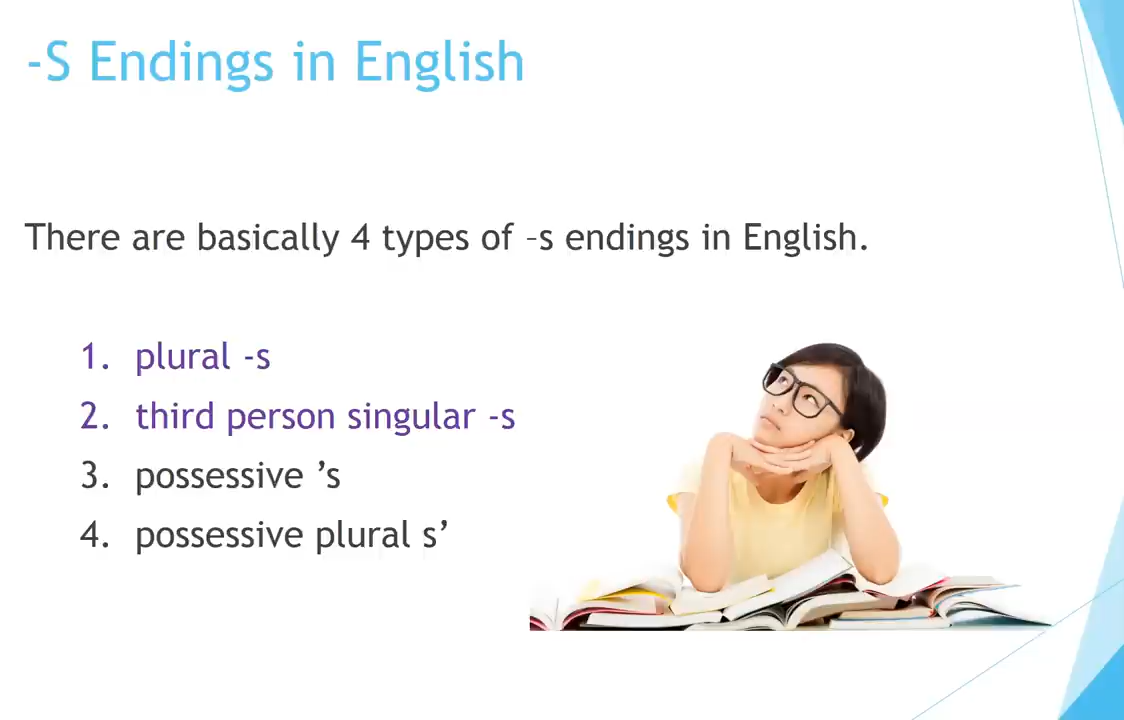 -S Endings in English
There are basically 4 types of –s endings in English.
1. plural -s
2. third person singular -s
3. possessive ’s
4. possessive plural s’